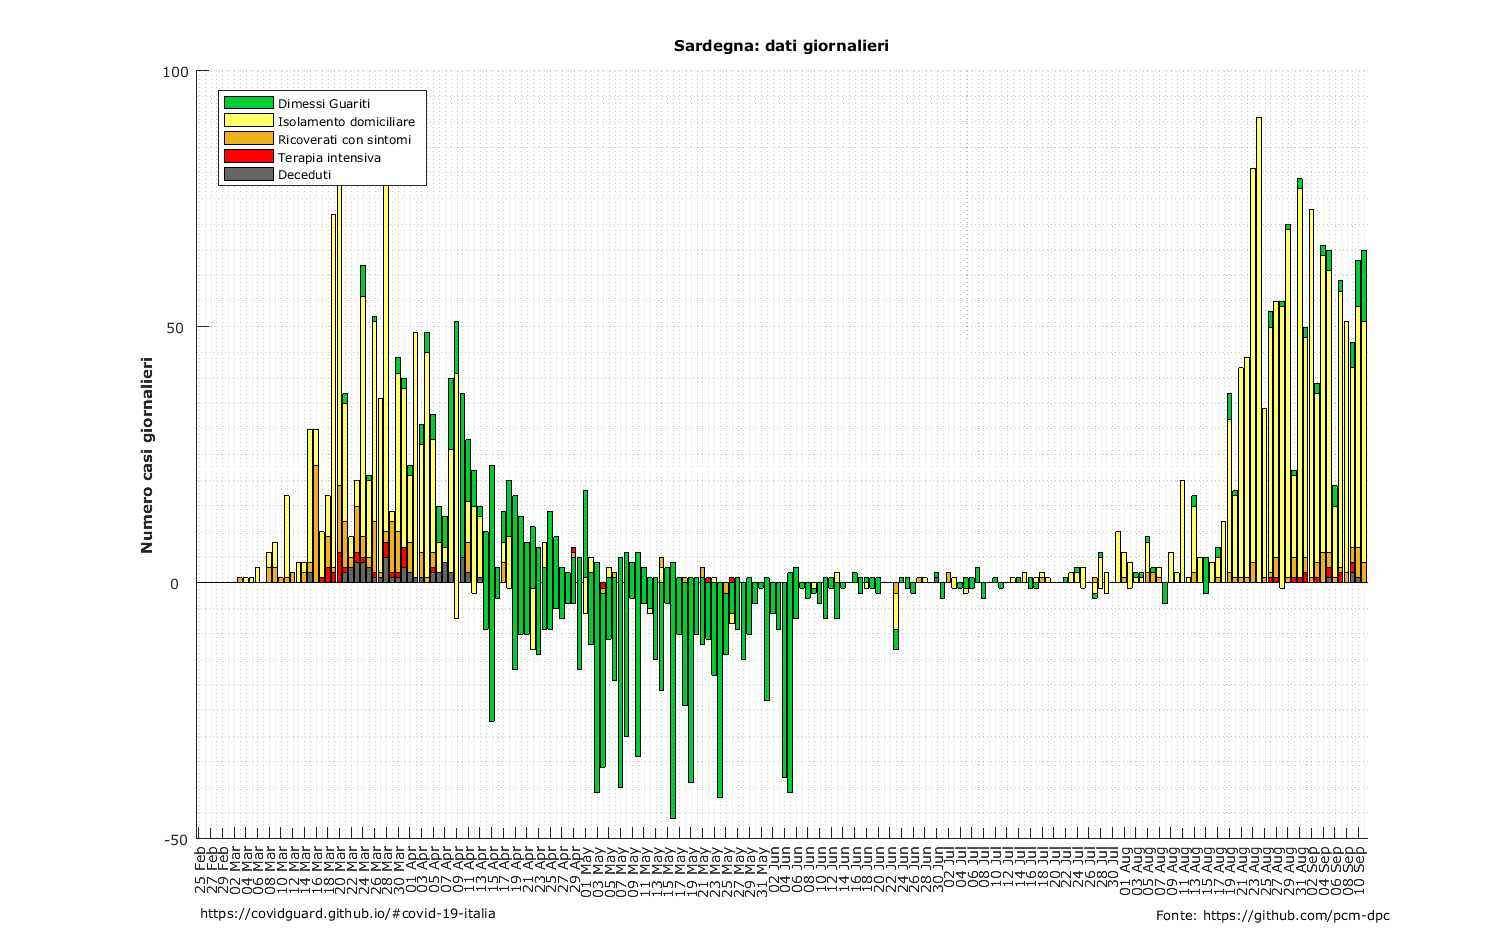 Sardegna: dati giornalieri
100
50
0
-50
Numero casi giornalieri
Dimessi Guariti
Isolamento domiciliare
Ricoverati con sintomi
Terapia intensiva
Deceduti
25 Feb
27 Feb
29 Feb
02 Mar
04 Mar
06 Mar
08 Mar
10 Mar
12 Mar
14 Mar
16 Mar
18 Mar
20 Mar
22 Mar
24 Mar
26 Mar
28 Mar
30 Mar
01 Apr
03 Apr
05 Apr
07 Apr
09 Apr
11 Apr
13 Apr
15 Apr
17 Apr
19 Apr
21 Apr
23 Apr
25 Apr
27 Apr
29 Apr
01 May
03 May
05 May
07 May
09 May
11 May
13 May
15 May
17 May
19 May
21 May
23 May
25 May
27 May
29 May
31 May
02 Jun
04 Jun
06 Jun
08 Jun
10 Jun
12 Jun
14 Jun
16 Jun
18 Jun
20 Jun
22 Jun
24 Jun
26 Jun
28 Jun
30 Jun
02 Jul
04 Jul
06 Jul
08 Jul
10 Jul
12 Jul
14 Jul
16 Jul
18 Jul
20 Jul
22 Jul
24 Jul
26 Jul
28 Jul
30 Jul
01 Aug
03 Aug
05 Aug
07 Aug
09 Aug
11 Aug
13 Aug
15 Aug
17 Aug
19 Aug
21 Aug
23 Aug
25 Aug
27 Aug
29 Aug
31 Aug
02 Sep
04 Sep
06 Sep
08 Sep
10 Sep
https://covidguard.github.io/#covid-19-italia
Fonte: https://github.com/pcm-dpc